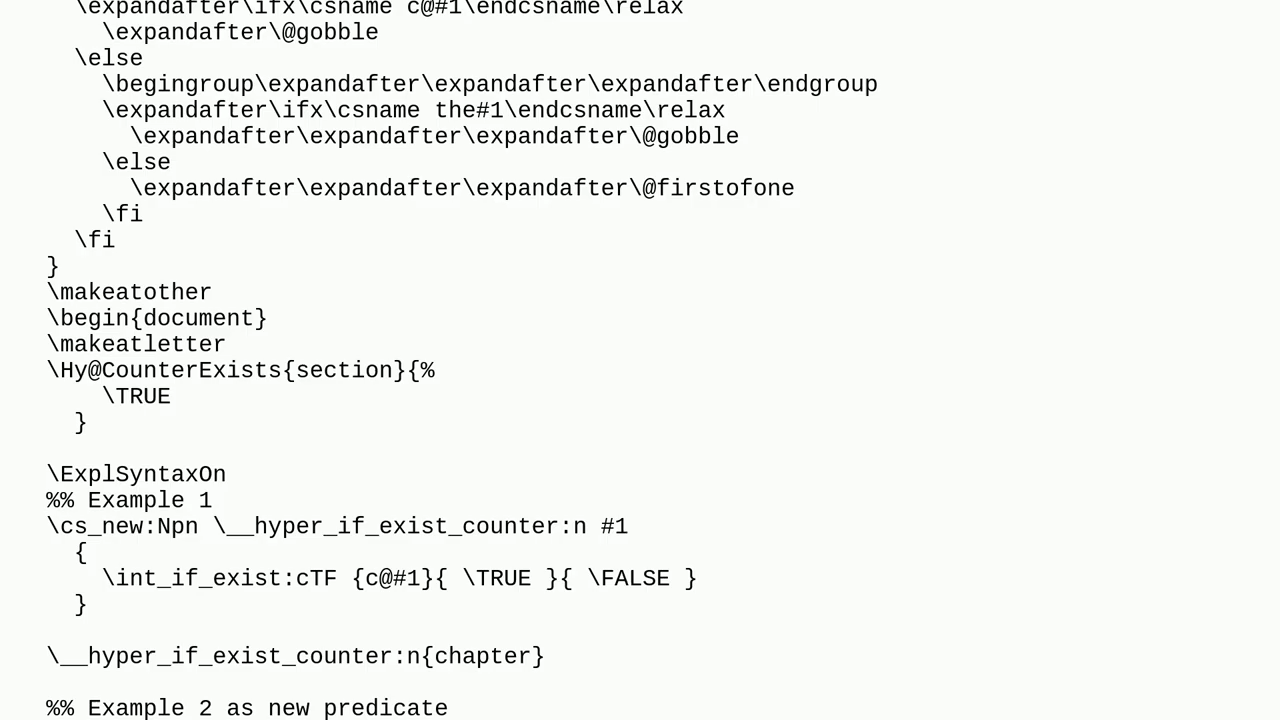 \expandafter\ifx\csname c@#1\endcsname\relax
\expandafter\@gobble
\else
\begingroup\expandafter\expandafter\expandafter\endgroup
\expandafter\ifx\csname the#1\endcsname\relax
\expandafter\expandafter\expandafter\@gobble
\else
\expandafter\expandafter\expandafter\@firstofone
\fi
\fi
}
\makeatother
\begin{document}
\makeatletter
\Hy@CounterExists{section}{%
\TRUE
}
\ExplSyntaxOn
%% Example 1
\cs_new:Npn \__hyper_if_exist_counter:n #1
{
\int_if_exist:cTF {c@#1}{ \TRUE }{ \FALSE }
}
\__hyper_if_exist_counter:n{chapter}
%% Example 2 as new predicate